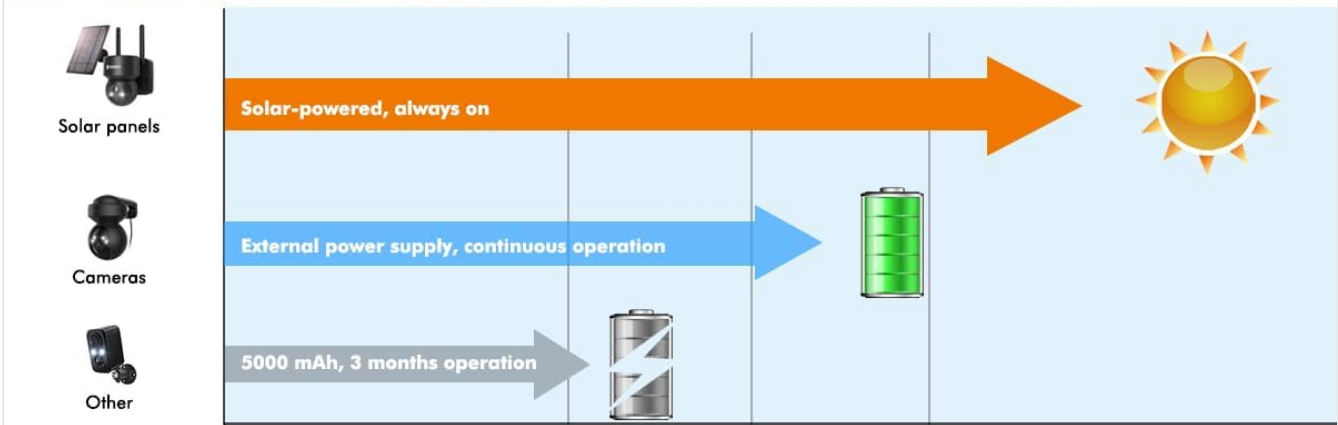 Solar-powered, always on
Solar panels
External power supply, continuous operation
Cameras
5000 mAh, 3 months operation
Other